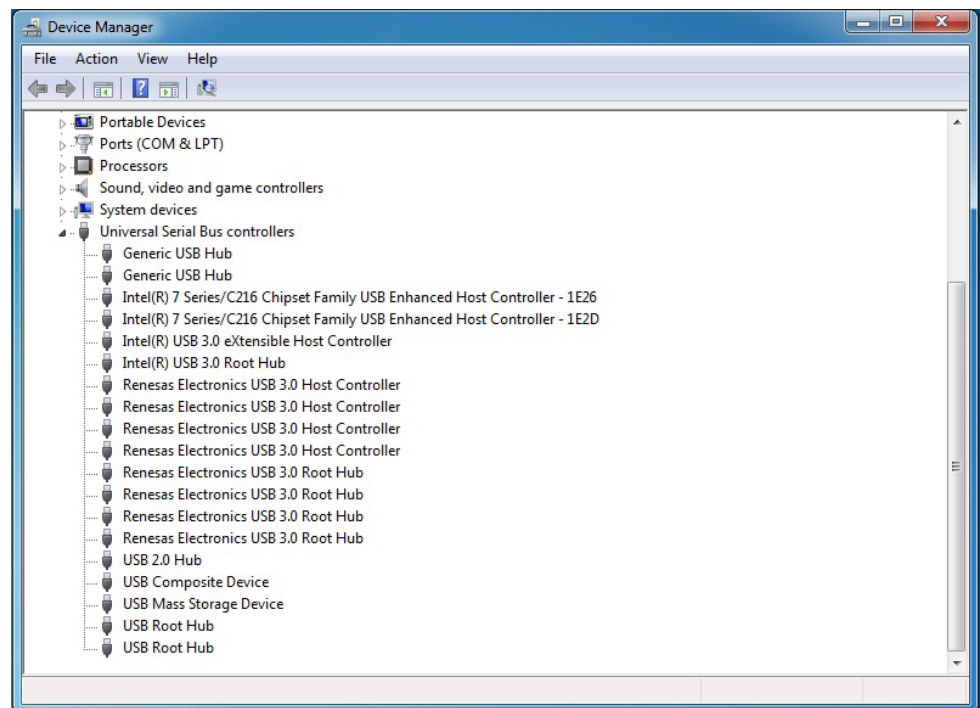 Device Manager
File Action View Help
Portable Devices
Ports (COM & LPT)
Processors
Sound, video and game controllers
System devices
Universal Serial Bus controllers
Generic USB Hub
Generic USB Hub
Intel(R) 7 Series/C216 Chipset Family USB Enhanced Host Controller - 1E26
Intel(R) 7 Series/C216 Chipset Family USB Enhanced Host Controller - 1E2D
Intel(R) USB 3.0 eXtensible Host Controller
Intel(R) USB 3.0 Root Hub
Renesas Electronics USB 3.0 Host Controller
Renesas Electronics USB 3.0 Host Controller
Renesas Electronics USB 3.0 Host Controller
Renesas Electronics USB 3.0 Host Controller
Renesas Electronics USB 3.0 Root Hub
Renesas Electronics USB 3.0 Root Hub
Renesas Electronics USB 3.0 Root Hub
Renesas Electronics USB 3.0 Root Hub
USB 2.0 Hub
USB Composite Device
USB Mass Storage Device
USB Root Hub
USB Root Hub